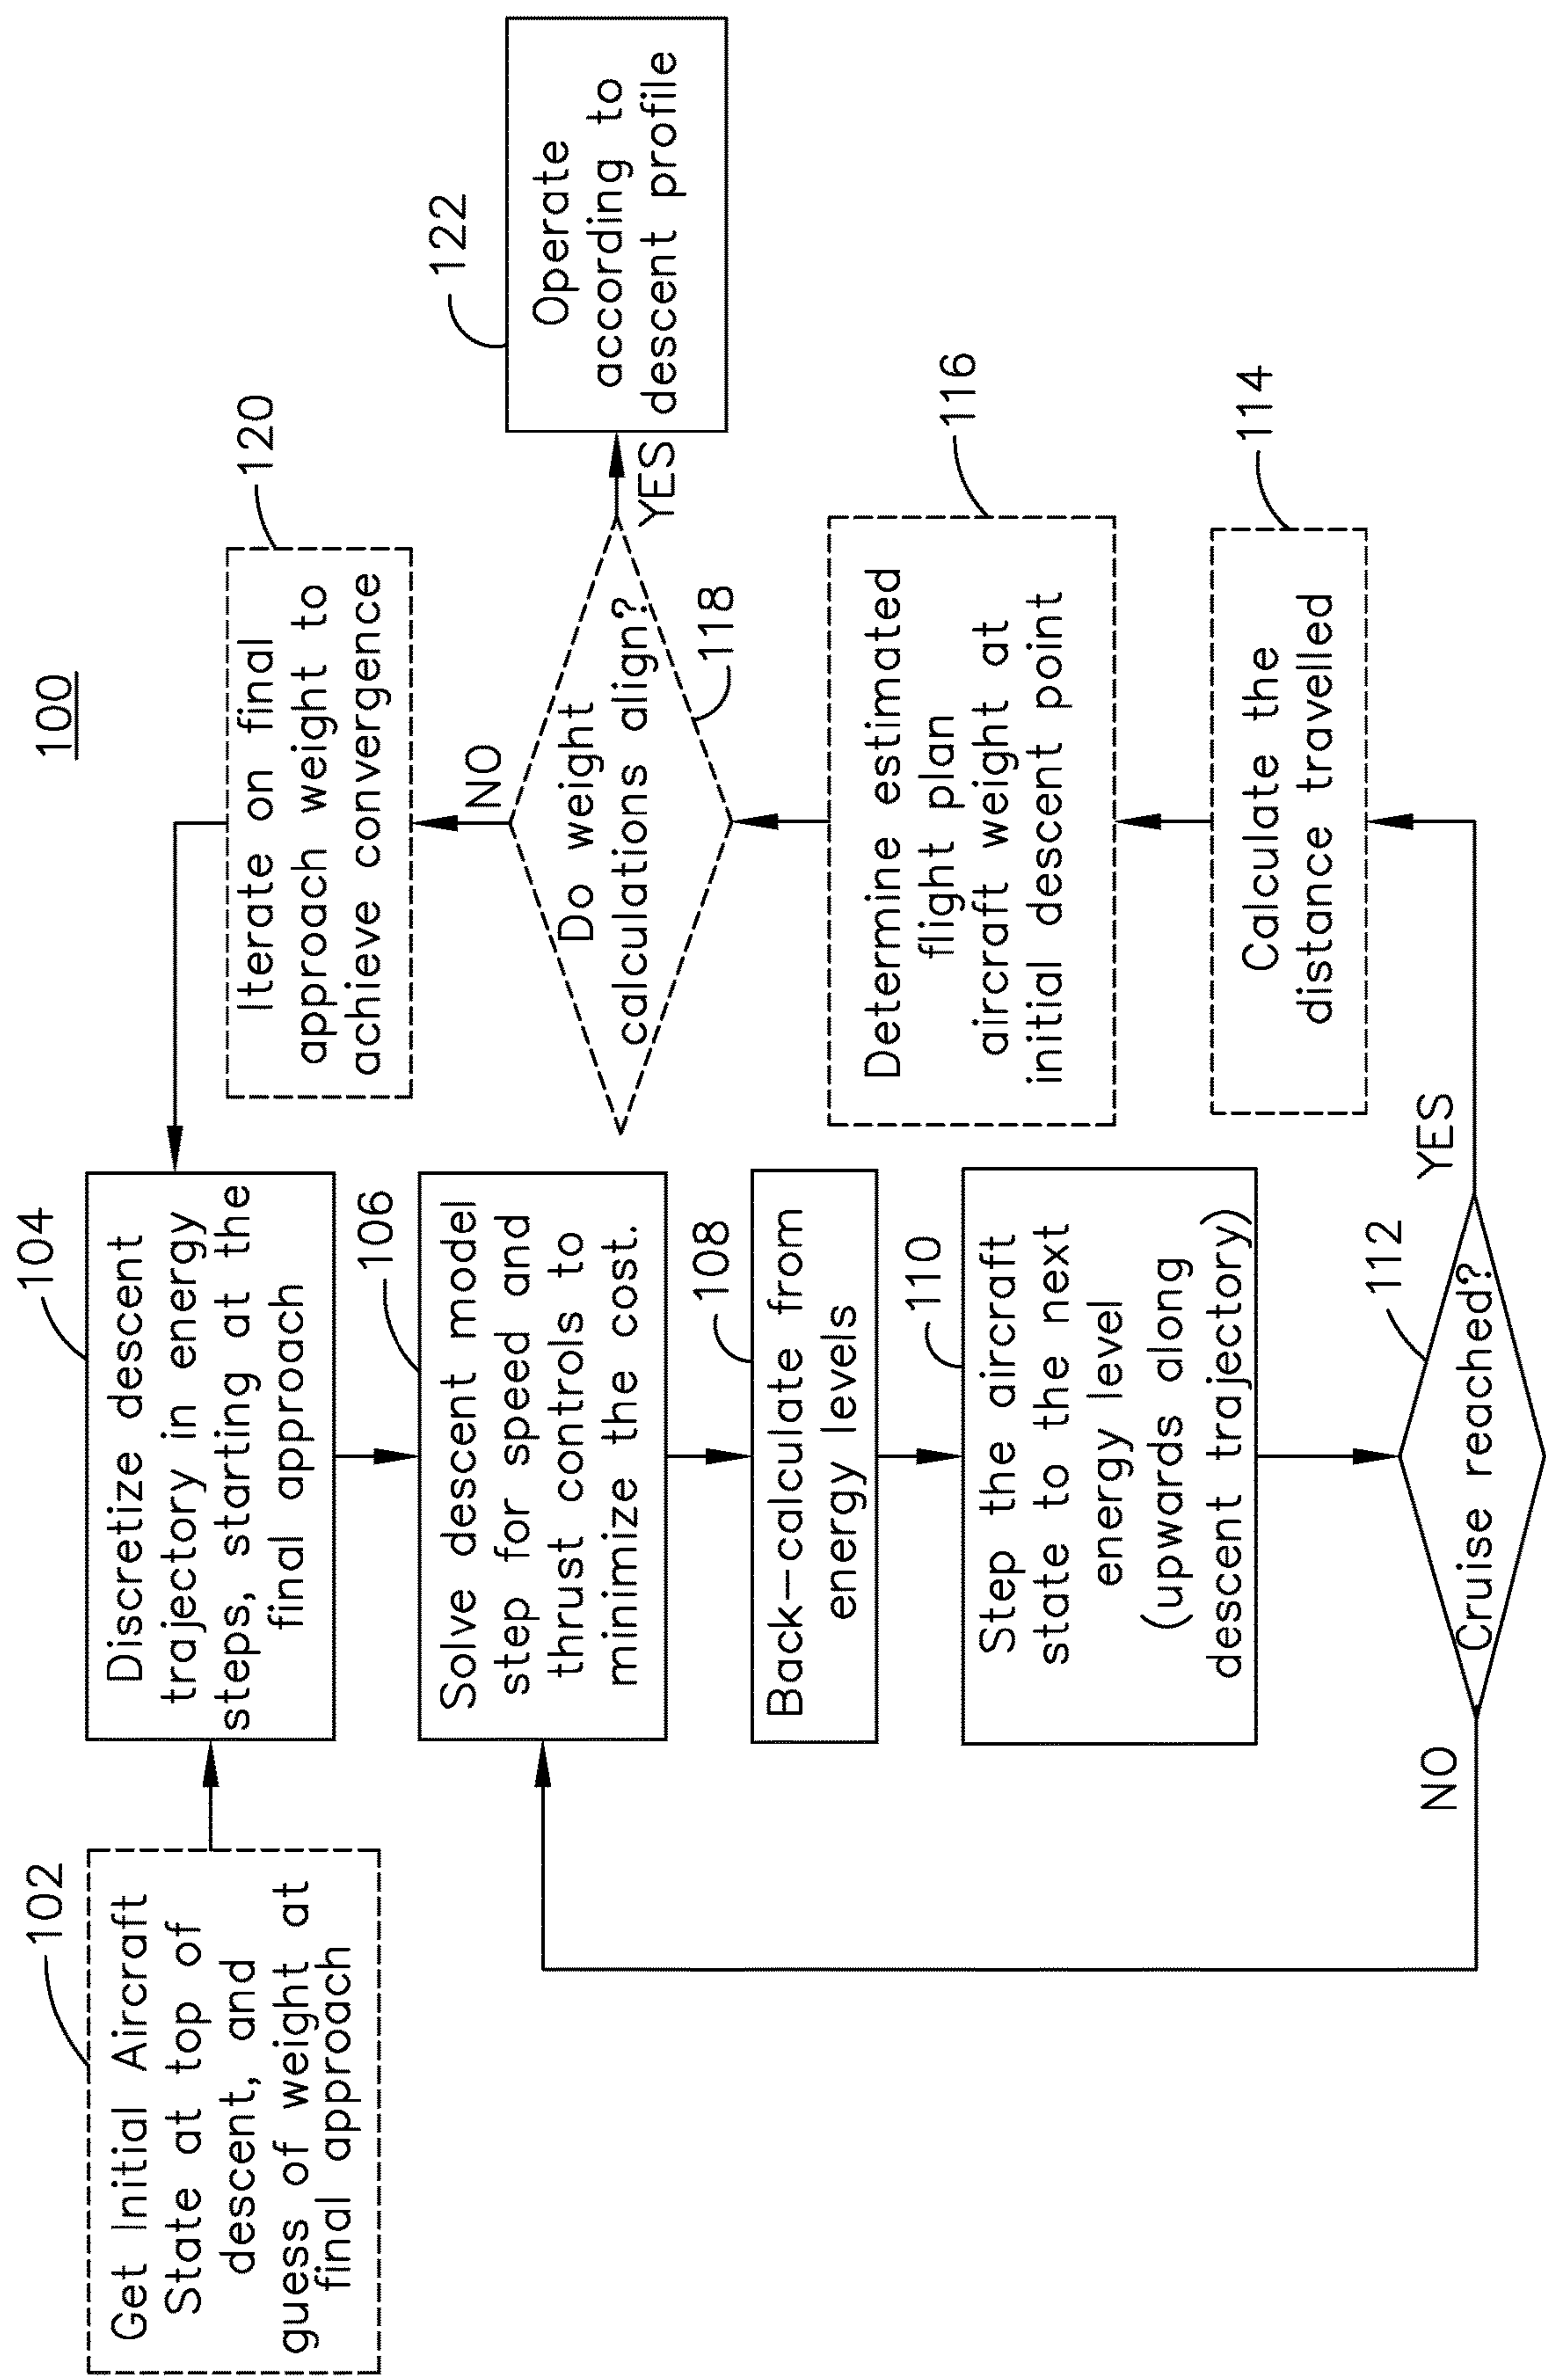 100
102
Get Initial Aircraft
State at top of
descent, and
guess of weight at
final approach
104
Discretize descent
trajectory in energy
steps, starting at the
final approach
106
Solve descent model
step for speed and
thrust controls to
minimize the cost.
108
Back-calculate from
energy levels
110
Step the aircraft
state to the next
energy level
(upwards along
descent trajectory)
112
Cruise reached?
NO
YES
114
Calculate the
distance travelled
116
Determine estimated
flight plan
aircraft weight at
initial descent point
118
Do weight
calculations align?
NO
YES
120
Iterate on final
approach weight to
achieve convergence
122
Operate
according to
descent profile